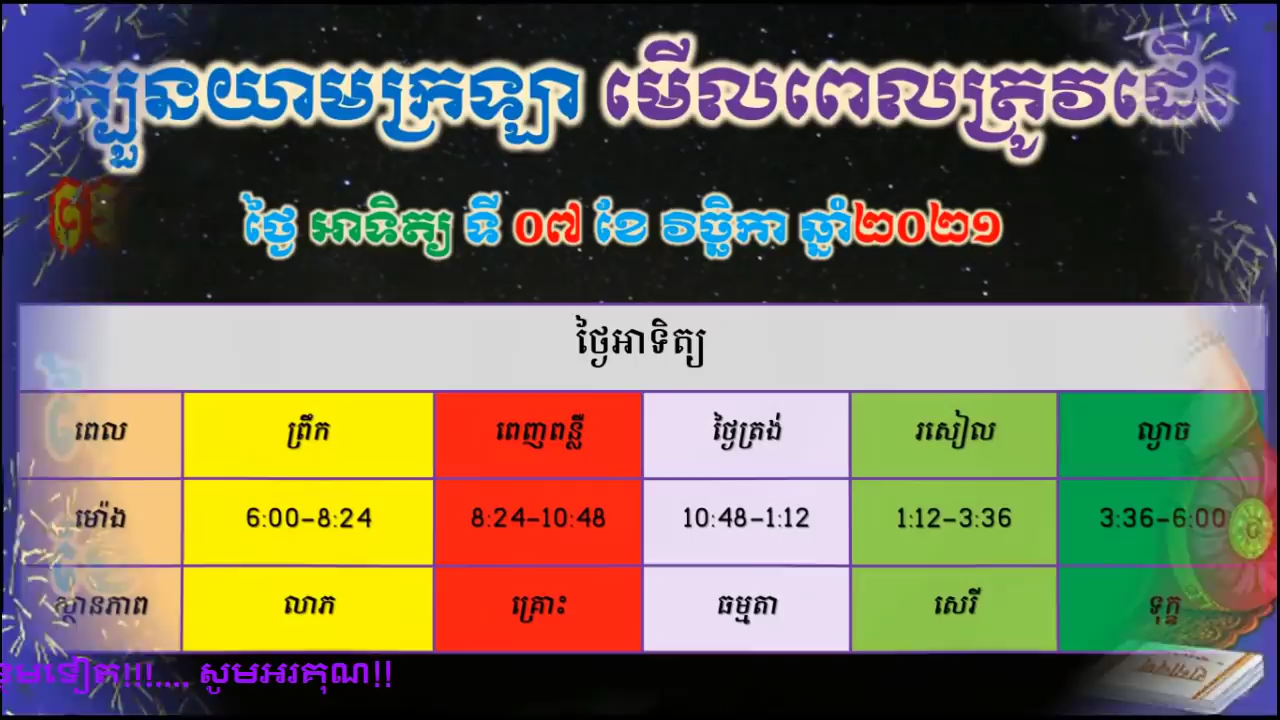 ក្បួនយាមក្រឡា មើលពេលត្រូវដើរ
ថ្ងៃ អាទិត្យ ទី ០៧ ខែ វិច្ឆិកា ឆ្នាំ២០២១
ថ្ងៃអាទិត្យ
ពេល ព្រឹក ពេញពន្លឺ ថ្ងៃត្រង់ រសៀល ល្ងាច
ម៉ោង 6:00-8:24 8:24-10:48 10:48-1:12 1:12-3:36 3:36-6:00
ស្ថានភាព លាភ គ្រោះ ធម្មតា សេរី ទុក្ខ
ទៀត!!!.... សូមអរគុណ!!